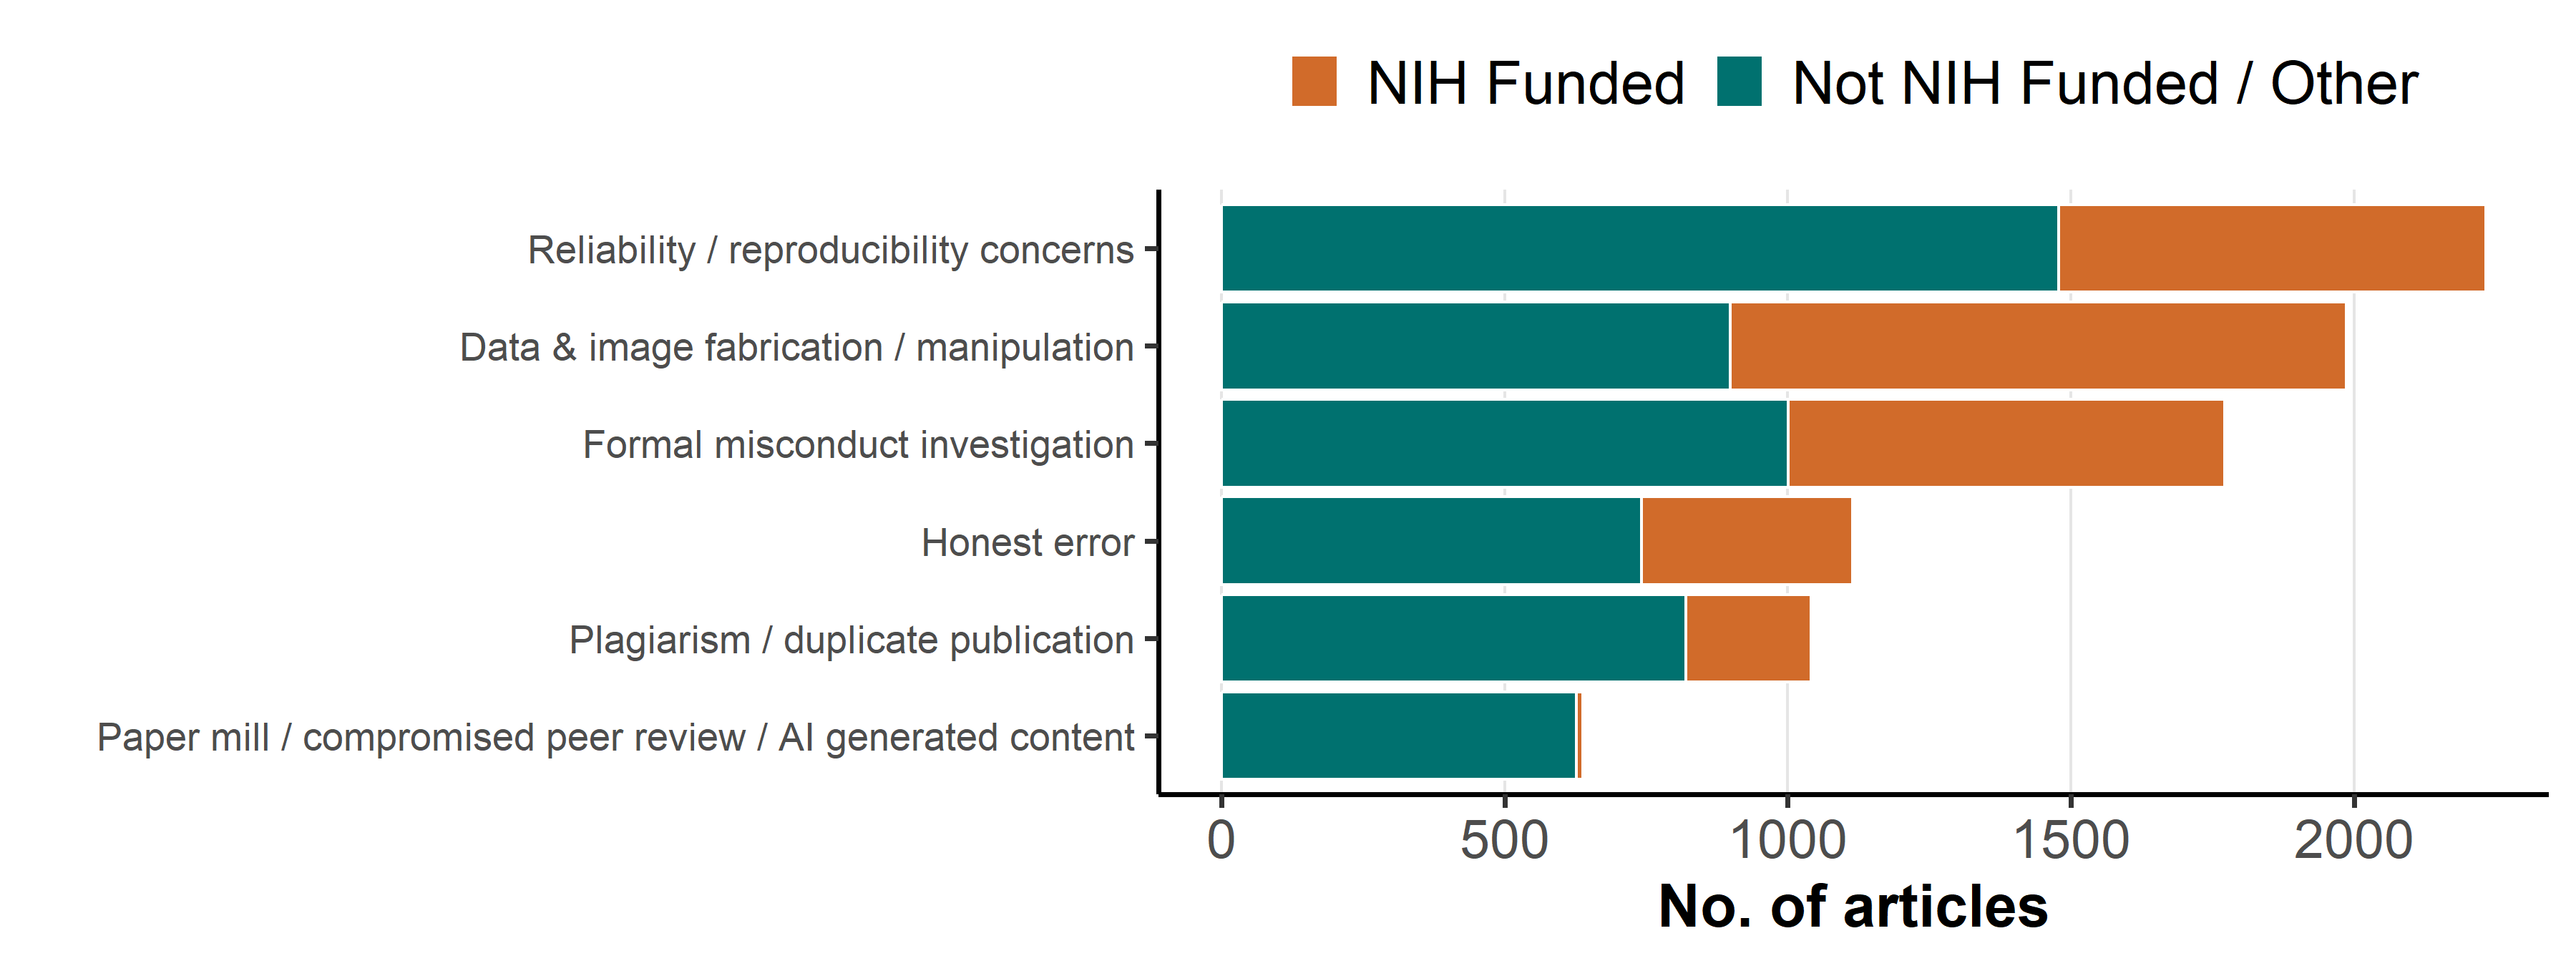 NIH Funded Not NIH Funded / Other
Reliability / reproducibility concerns
Data & image fabrication / manipulation
Formal misconduct investigation
Honest error
Plagiarism / duplicate publication
Paper mill / compromised peer review / AI generated content
0 500 1000 1500 2000
No. of articles